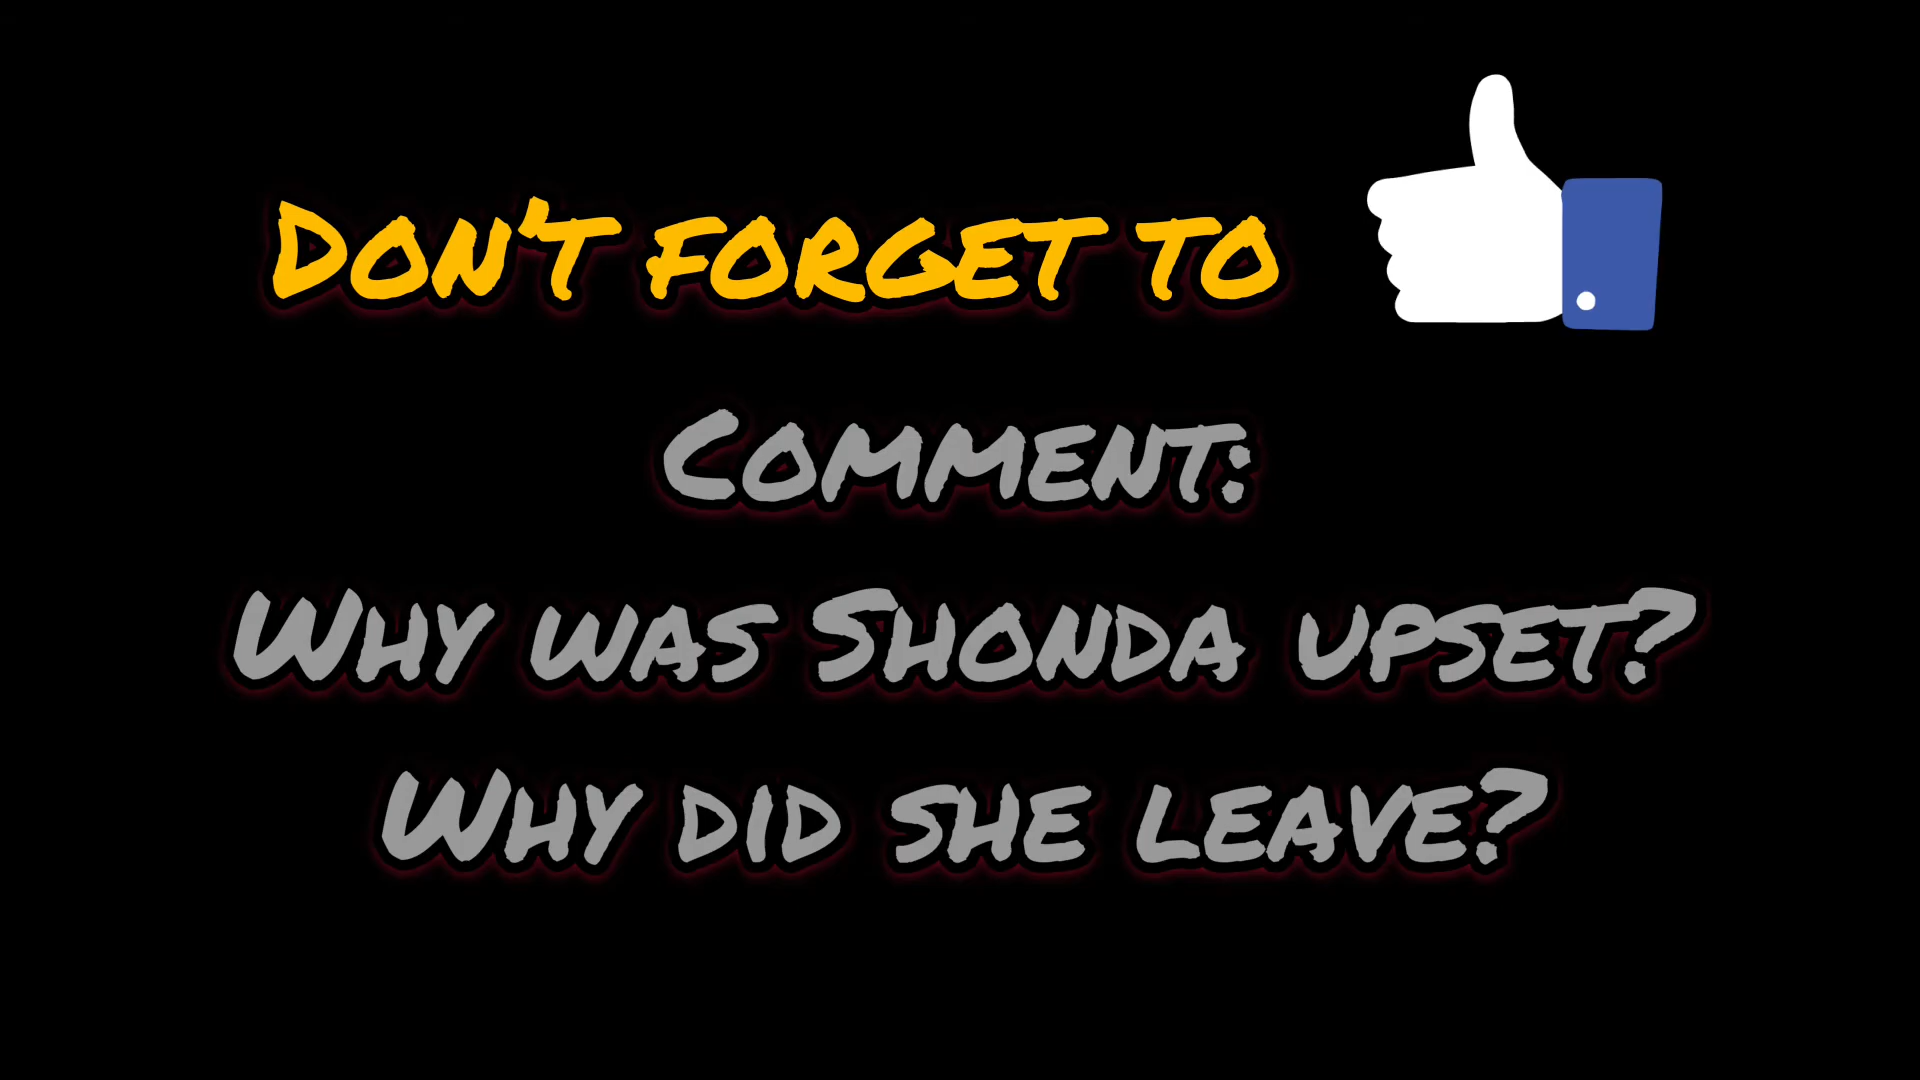 Don't forget to
Comment:
Why was Shonda upset?
Why did she leave?